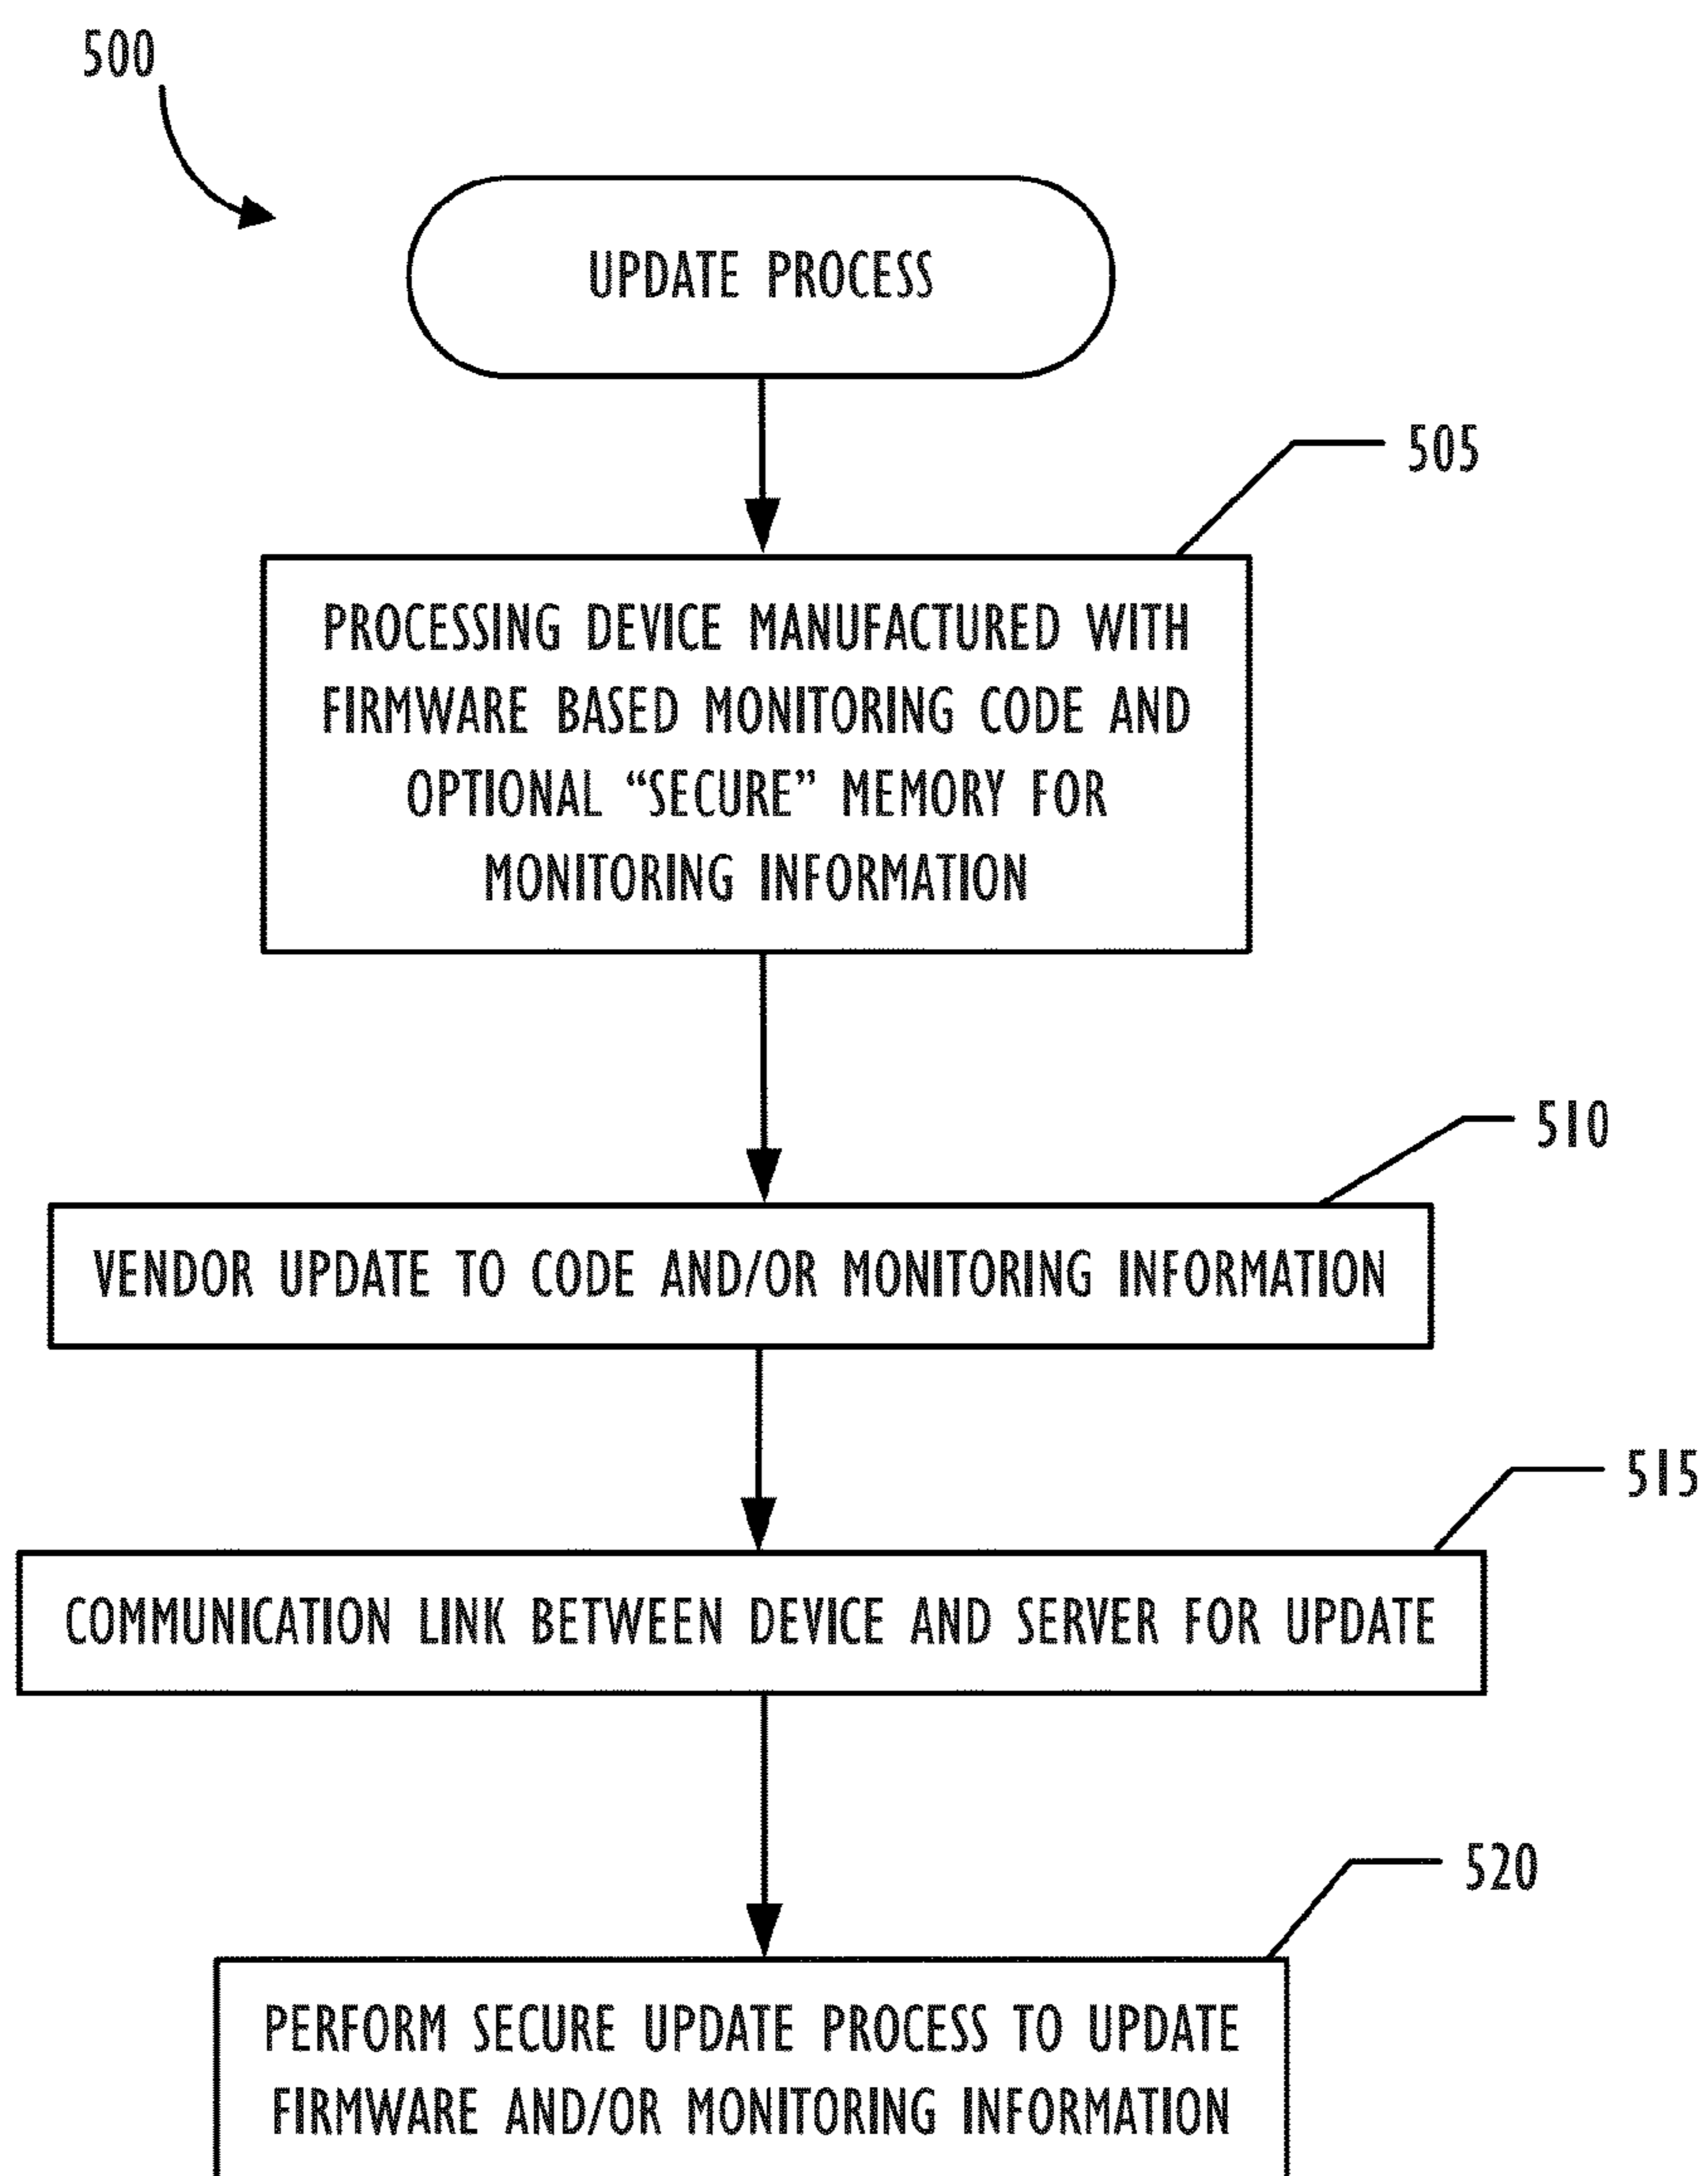 500
UPDATE PROCESS
505
PROCESSING DEVICE MANUFACTURED WITH
FIRMWARE BASED MONITORING CODE AND
OPTIONAL “SECURE” MEMORY FOR
MONITORING INFORMATION
510
VENDOR UPDATE TO CODE AND/OR MONITORING INFORMATION
515
COMMUNICATION LINK BETWEEN DEVICE AND SERVER FOR UPDATE
520
PERFORM SECURE UPDATE PROCESS TO UPDATE
FIRMWARE AND/OR MONITORING INFORMATION